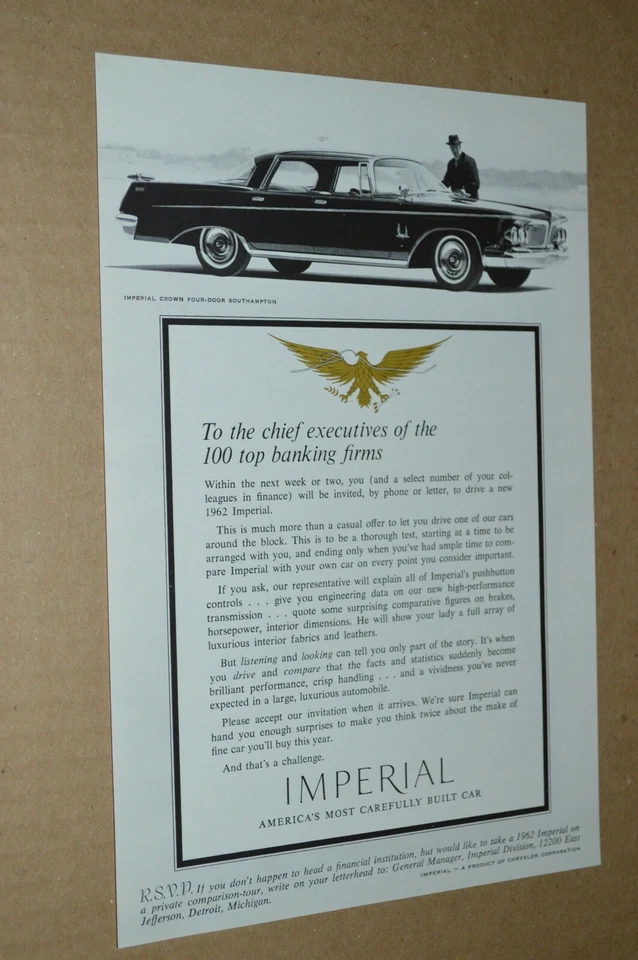 IMPERIAL CROWN FOUR-DOOR SOUTHAMPTON
To the chief executives of the
100 top banking firms
Within the next week or two, you (and a select number of your col-
leagues in finance) will be invited, by phone or letter, to drive a new
1962 Imperial.
This is much more than a casual offer to let you drive one of our cars
around the block. This is to be a thorough test, starting at a time to be
arranged with you, and ending only when you've had ample time to com-
pare Imperial with your own car on every point you consider important.
If you ask, our representative will explain all of Imperial's pushbutton
controls . . . give you engineering data on our new high-performance
transmission . . . quote some surprising comparative figures on brakes,
horsepower, interior dimensions. He will show your lady a full array of
luxurious interior fabrics and leathers.
But listening and looking can tell you only part of the story. It's when
you drive and compare that the facts and statistics suddenly become
brilliant performance, crisp handling . . . and a vividness you've never
expected in a large, luxurious automobile.
Please accept our invitation when it arrives. We're sure Imperial can
hand you enough surprises to make you think twice about the make of
fine car you'll buy this year.
And that's a challenge.
IMPERIAL
AMERICA'S MOST CAREFULLY BUILT CAR
R.S.V.P. If you don't happen to head a financial institution, but would like to take a 1962 Imperial on
a private comparison-tour, write on your letterhead to: General Manager, Imperial Division, 12200 East
Jefferson, Detroit, Michigan.
IMPERIAL — A PRODUCT OF CHRYSLER CORPORATION